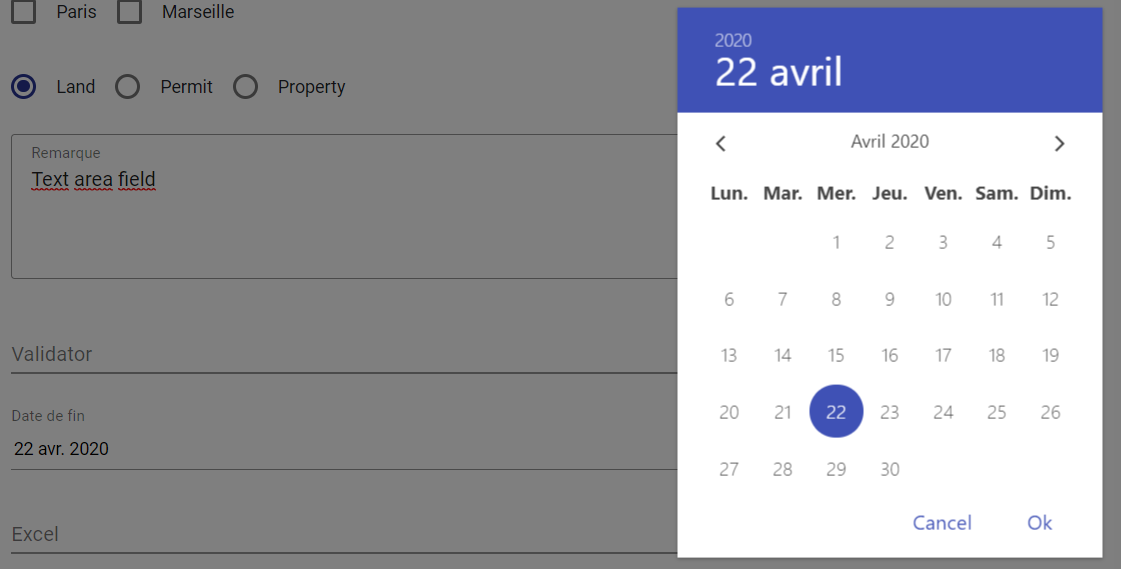 Paris Marseille
Land Permit Property
Remarque
Text area field
Validator
Date de fin
22 avr. 2020
Excel
2020
22 avril
Avril 2020
Lun. Mar. Mer. Jeu. Ven. Sam. Dim.
1 2 3 4 5
6 7 8 9 10 11 12
13 14 15 16 17 18 19
20 21 22 23 24 25 26
27 28 29 30
Cancel Ok